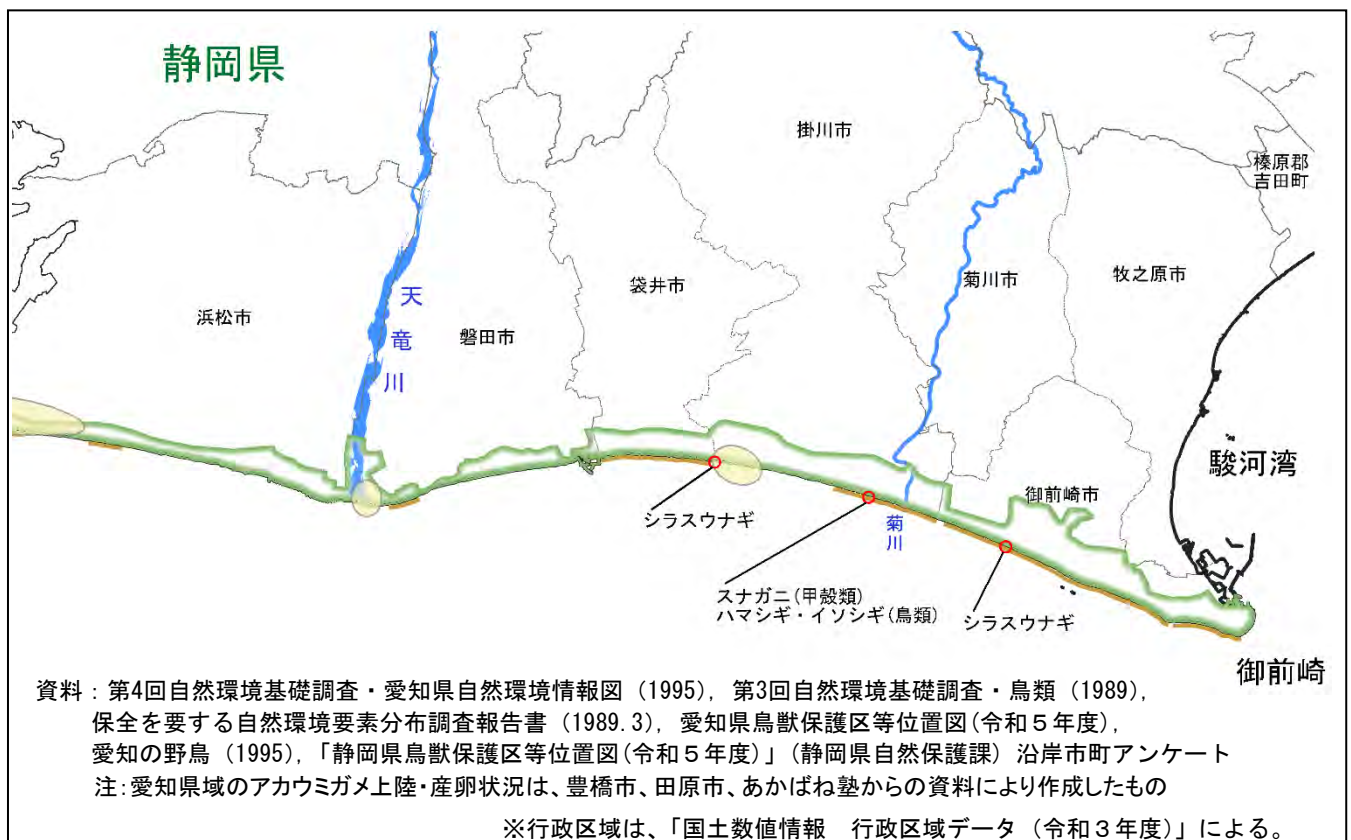 静岡県
掛川市
榛原郡
吉田町
袋井市
菊川市
牧之原市
浜松市
天竜川
磐田市
駿河湾
御前崎市
シラスウナギ
菊川
スナガニ(甲殻類)
ハマシギ・イソシギ(鳥類)
シラスウナギ
御前崎
資料:第4回自然環境基礎調査・愛知県自然環境情報図 (1995), 第3回自然環境基礎調査・鳥類 (1989),
保全を要する自然環境要素分布調査報告書 (1989.3), 愛知県鳥獣保護区等位置図(令和5年度),
愛知の野鳥 (1995),「静岡県鳥獣保護区等位置図(令和5年度)」(静岡県自然保護課) 沿岸市町アンケート
注:愛知県域のアカウミガメ上陸・産卵状況は、豊橋市、田原市、あかばね塾からの資料により作成したもの
※行政区域は、「国土数値情報 行政区域データ (令和3年度)」による。